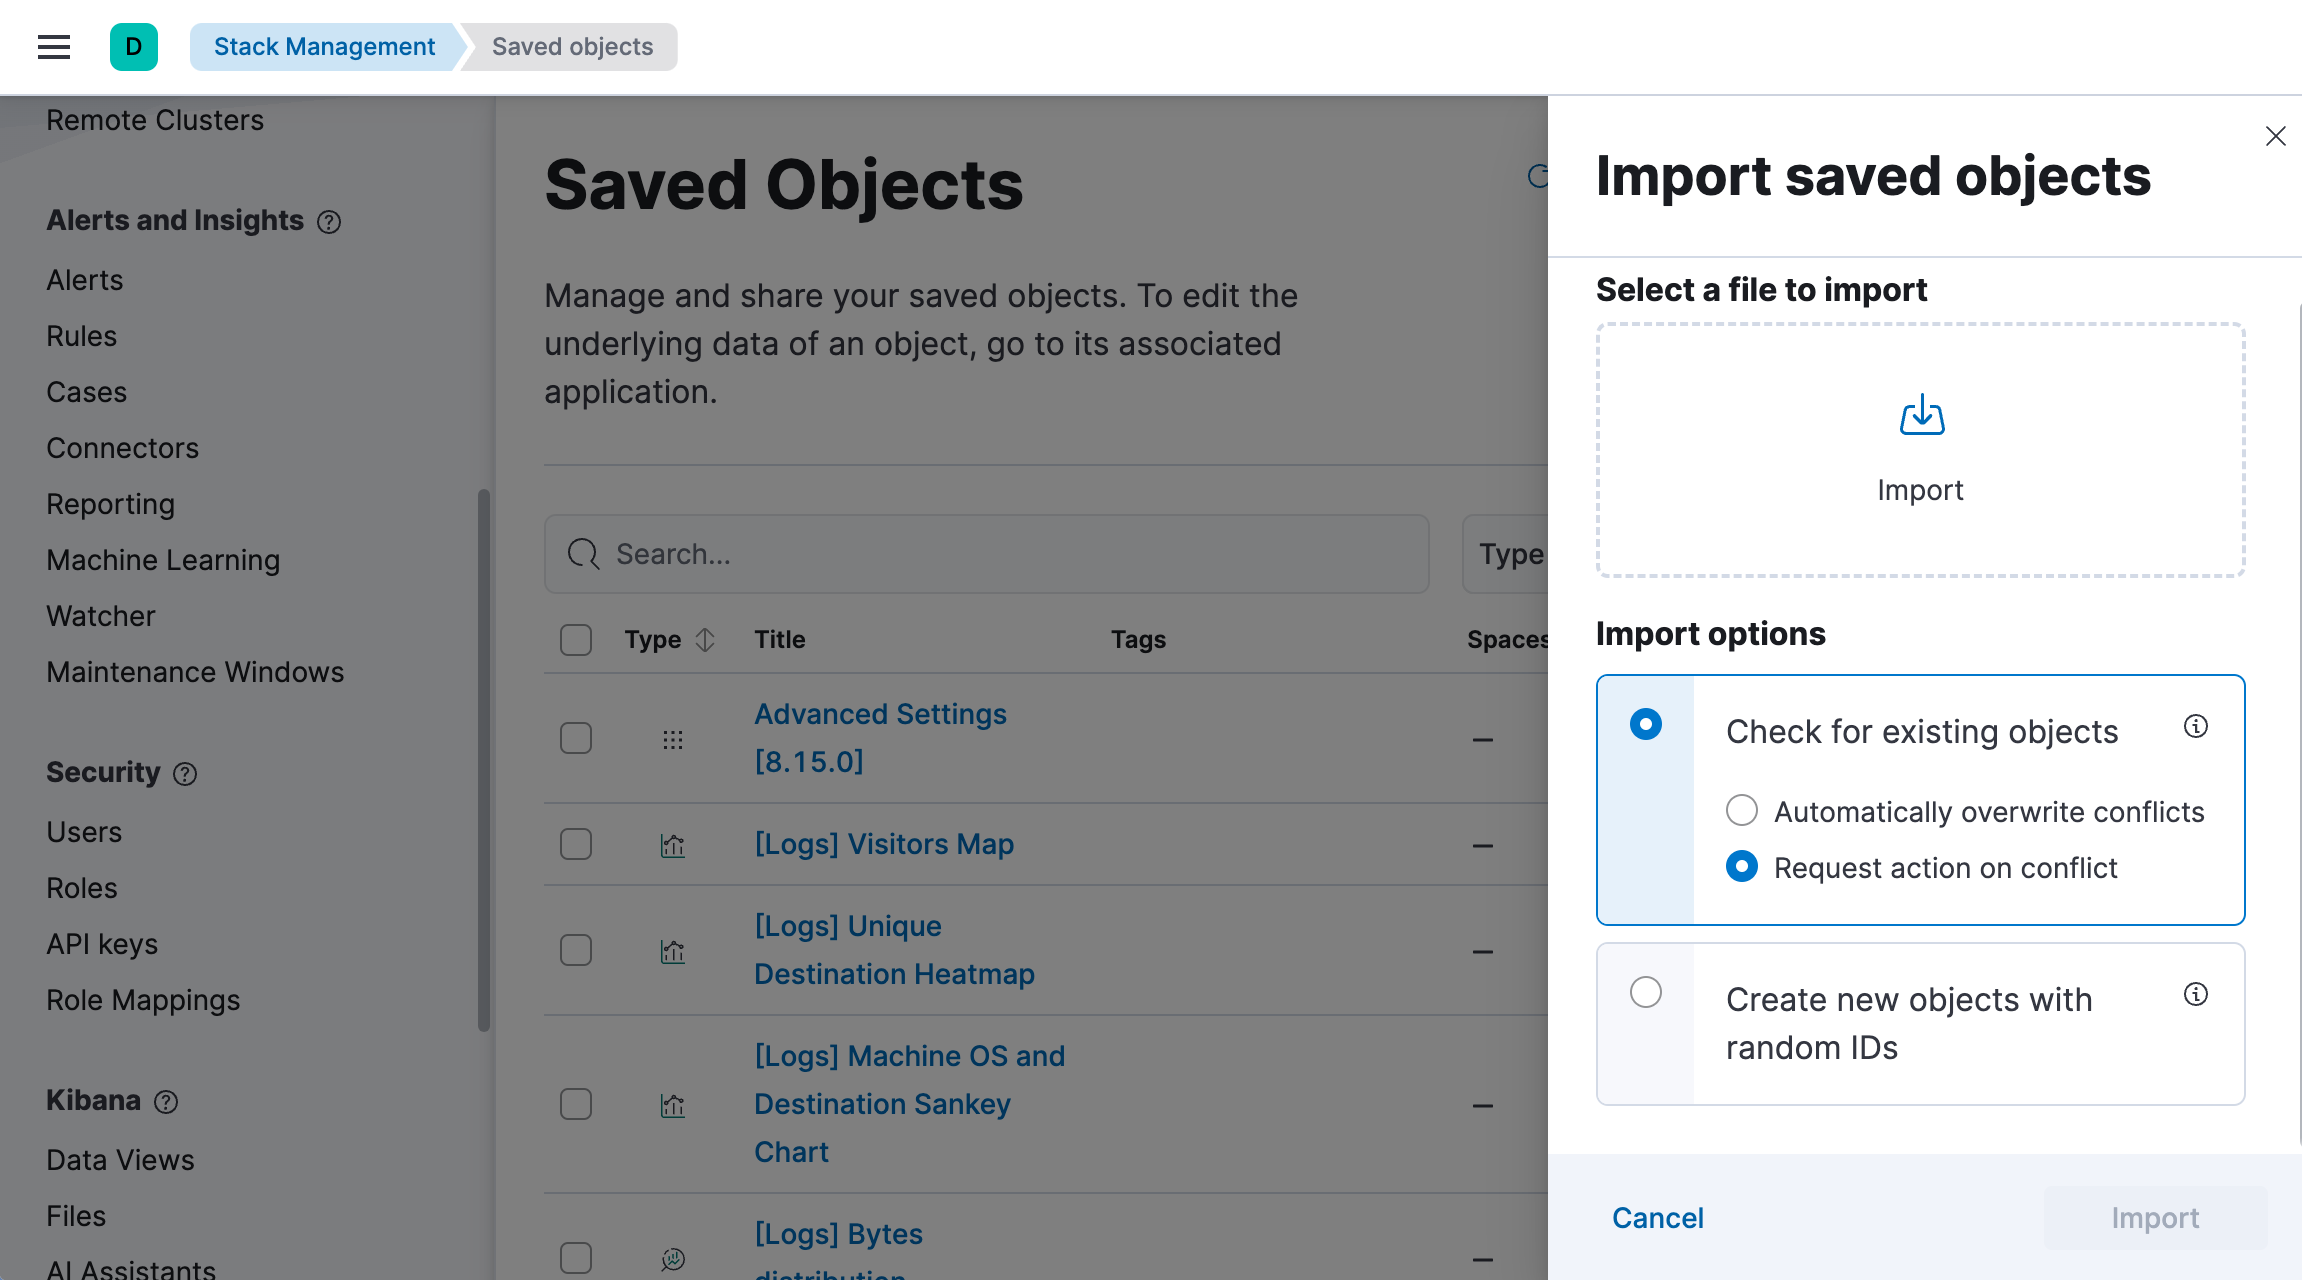 D
Stack Management
Saved objects
Remote Clusters
Alerts and Insights
Alerts
Rules
Cases
Connectors
Reporting
Machine Learning
Watcher
Maintenance Windows
Security
Users
Roles
API keys
Role Mappings
Kibana
Data Views
Files
AI Assistants
Saved Objects
Manage and share your saved objects. To edit the
underlying data of an object, go to its associated
application.
Search...
Type
Type
Title
Tags
Spaces
Advanced Settings
[8.15.0]
—
[Logs] Visitors Map
—
[Logs] Unique
Destination Heatmap
—
[Logs] Machine OS and
Destination Sankey
Chart
—
[Logs] Bytes
distribution
—
Import saved objects
Select a file to import
Import
Import options
Check for existing objects
Automatically overwrite conflicts
Request action on conflict
Create new objects with
random IDs
Cancel
Import